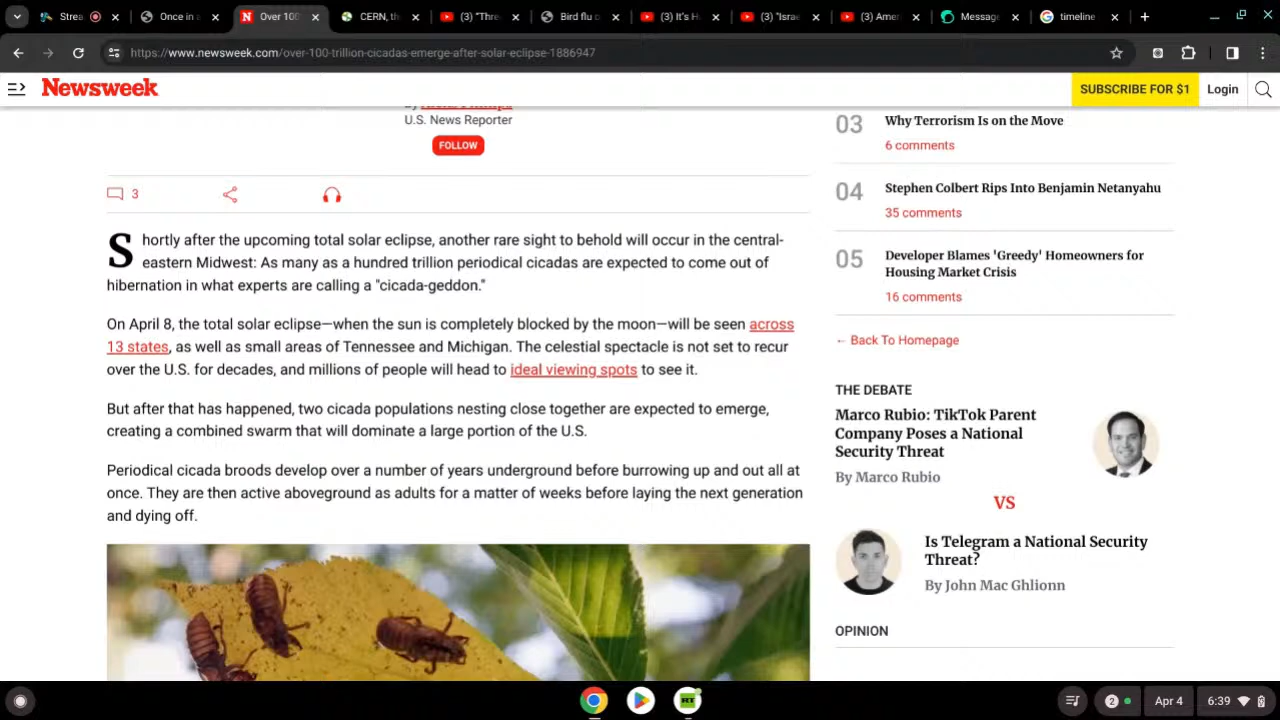 Strea
Once in a
Over 100
CERN, th
(3) "Thre
Bird flu o
(3) It's H
(3) "Israe
(3) Amer
Messag
timeline
https://www.newsweek.com/over-100-trillion-cicadas-emerge-after-solar-eclipse-1886947
Newsweek
SUBSCRIBE FOR $1
Login
U.S. News Reporter
FOLLOW
3
Shortly after the upcoming total solar eclipse, another rare sight to behold will occur in the central-
eastern Midwest: As many as a hundred trillion periodical cicadas are expected to come out of
hibernation in what experts are calling a "cicada-geddon."
On April 8, the total solar eclipse—when the sun is completely blocked by the moon—will be seen across
13 states, as well as small areas of Tennessee and Michigan. The celestial spectacle is not set to recur
over the U.S. for decades, and millions of people will head to ideal viewing spots to see it.
But after that has happened, two cicada populations nesting close together are expected to emerge,
creating a combined swarm that will dominate a large portion of the U.S.
Periodical cicada broods develop over a number of years underground before burrowing up and out all at
once. They are then active aboveground as adults for a matter of weeks before laying the next generation
and dying off.
03
Why Terrorism Is on the Move
6 comments
04
Stephen Colbert Rips Into Benjamin Netanyahu
35 comments
05
Developer Blames 'Greedy' Homeowners for
Housing Market Crisis
16 comments
← Back To Homepage
THE DEBATE
Marco Rubio: TikTok Parent
Company Poses a National
Security Threat
By Marco Rubio
VS
Is Telegram a National Security
Threat?
By John Mac Ghlionn
OPINION
RT
2
Apr 4
6:39